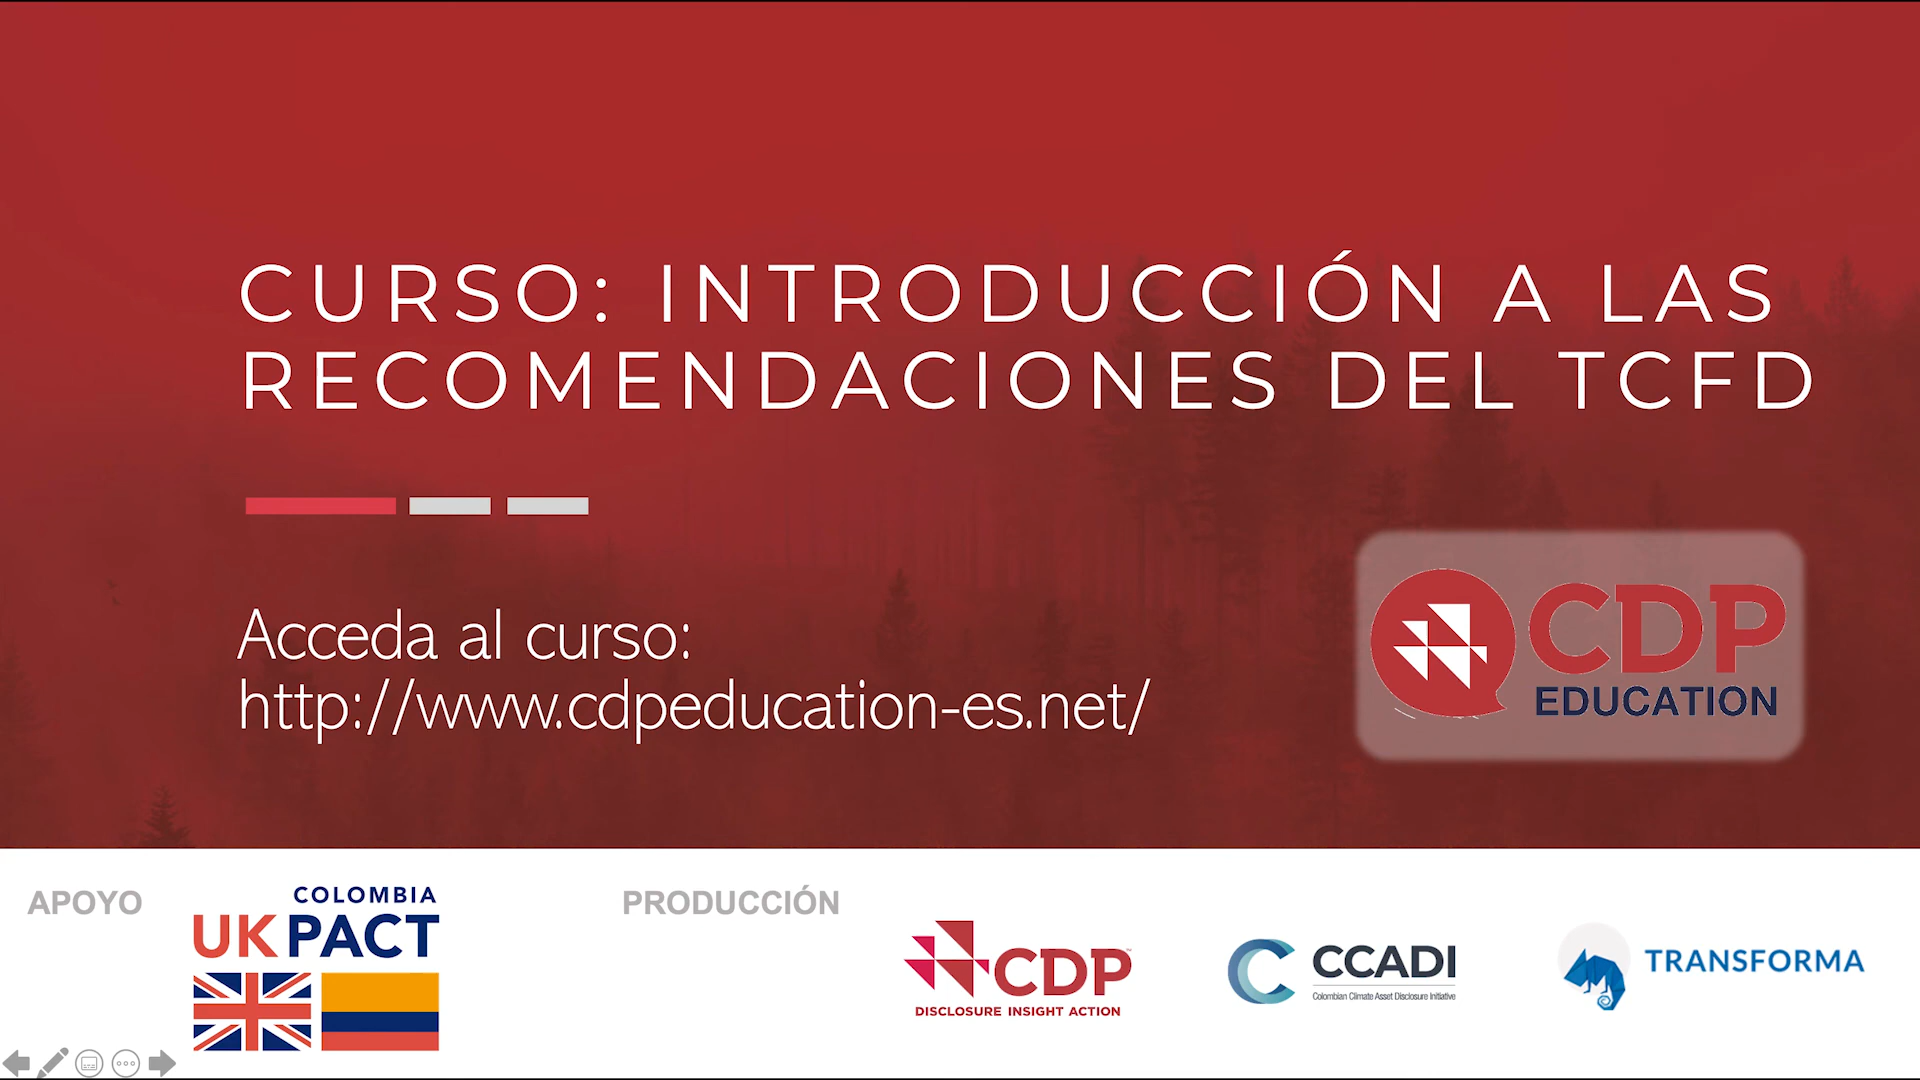 CURSO: INTRODUCCIÓN A LAS
RECOMENDACIONES DEL TCFD
Acceda al curso:
http://www.cdpeducation-es.net/
CDP
EDUCATION
APOYO
COLOMBIA
UK PACT
PRODUCCIÓN
CDP™
DISCLOSURE INSIGHT ACTION
CCADI
Colombian Climate Asset Disclosure Initiative
TRANSFORMA